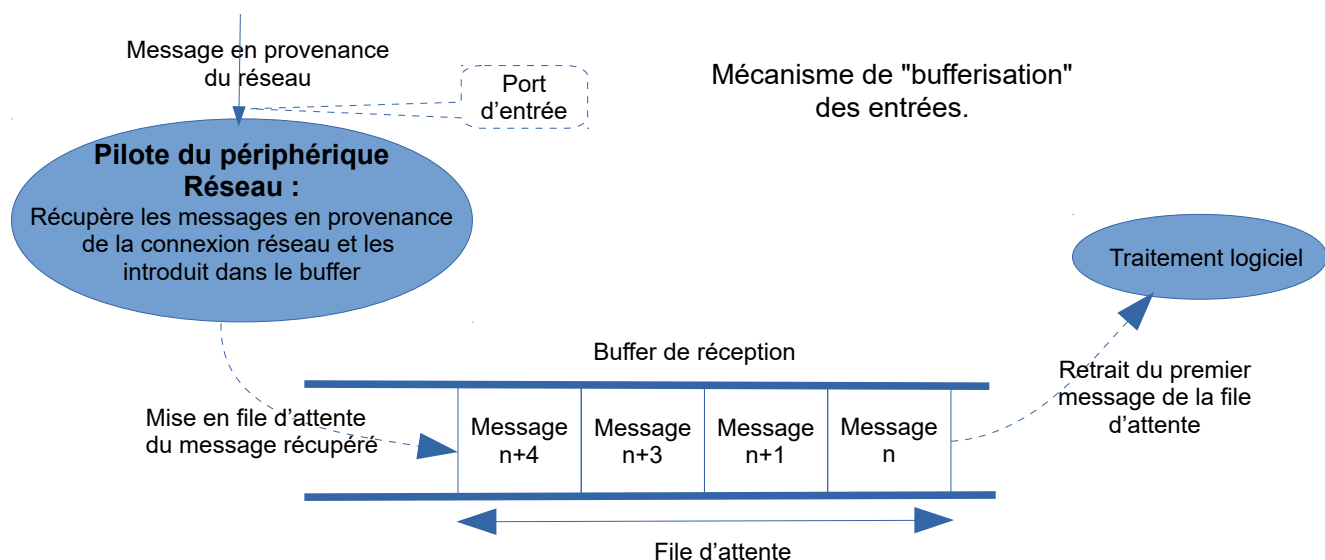 Message en provenance
du réseau
Port
d'entrée
Mécanisme de "bufferisation"
des entrées.
Pilote du périphérique
Réseau :
Récupère les messages en provenance
de la connexion réseau et les
introduit dans le buffer
Traitement logiciel
Buffer de réception
Retrait du premier
message de la file
d'attente
Mise en file d'attente
du message récupéré
Message
n+4
Message
n+3
Message
n+1
Message
n
File d'attente